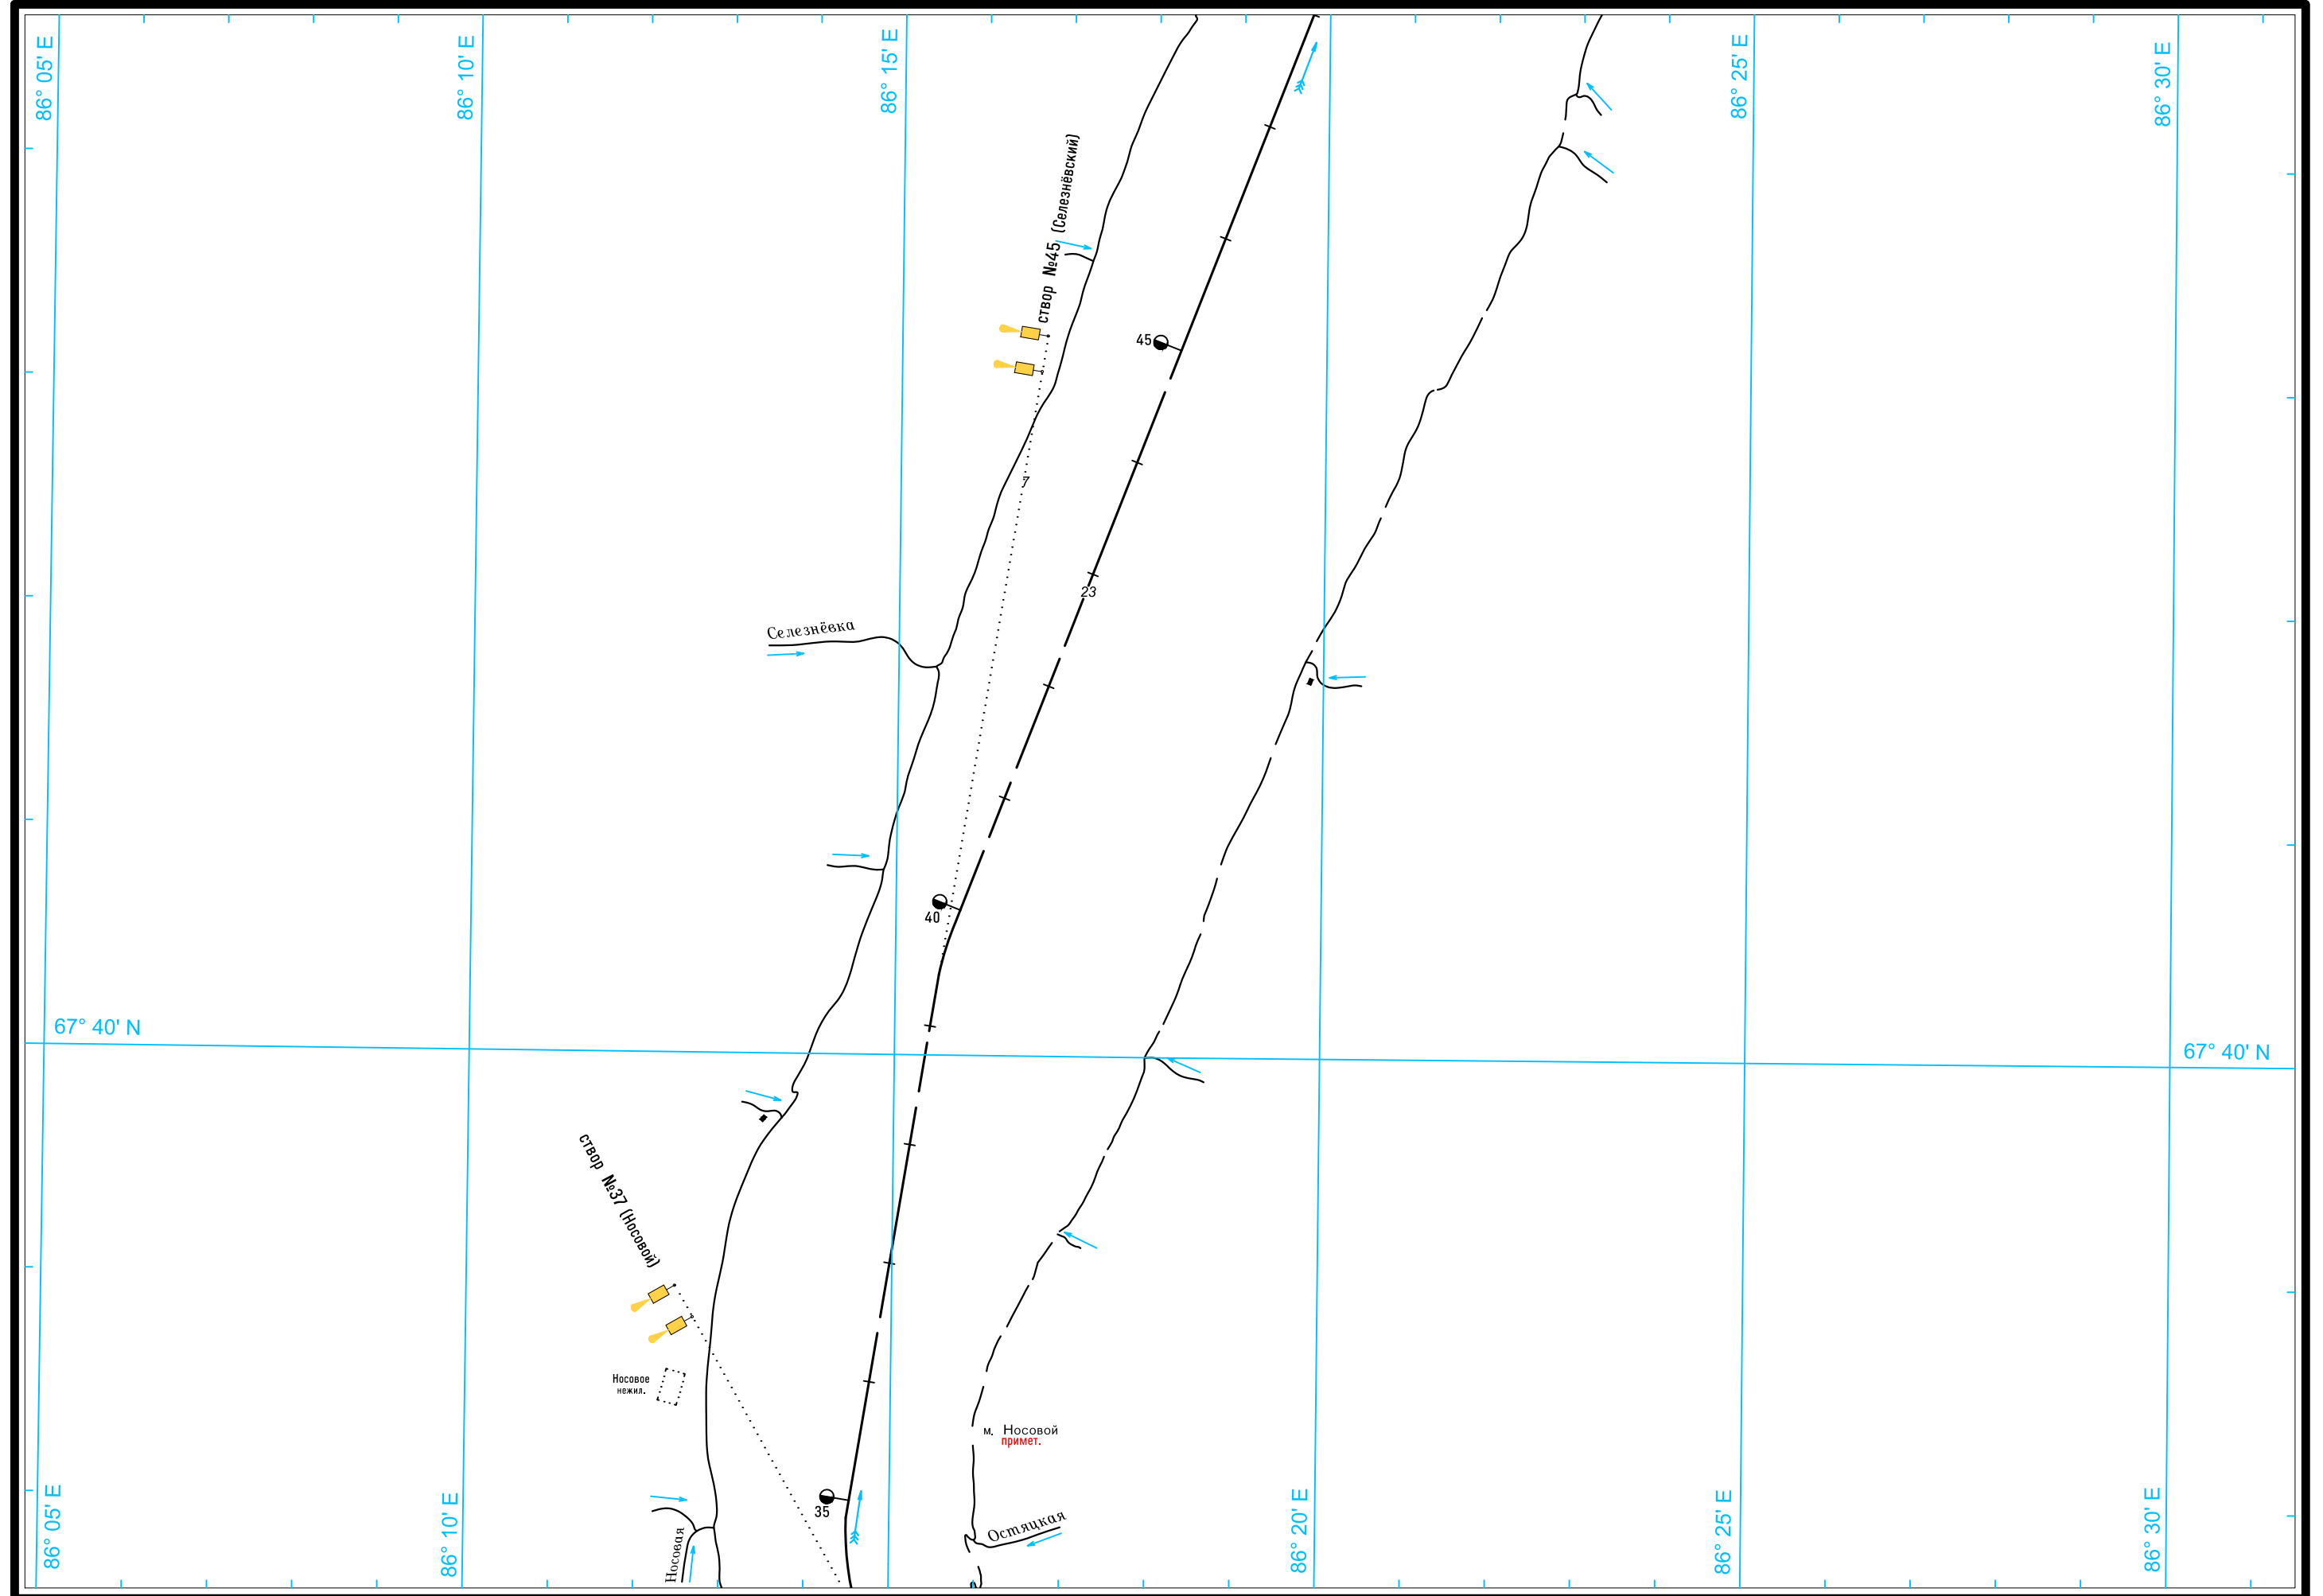 86° 05' E
86° 10' E
86° 15' E
86° 25' E
86° 30' E
створ №45 (Селезнёвский)
45
7
23
Селезнёвка
40
67° 40' N
67° 40' N
створ №37 (Носовой)
Носовое
нежил.
м. Носовой
примет.
35
Остяцкая
Носовая
86° 05' E
86° 10' E
86° 20' E
86° 25' E
86° 30' E